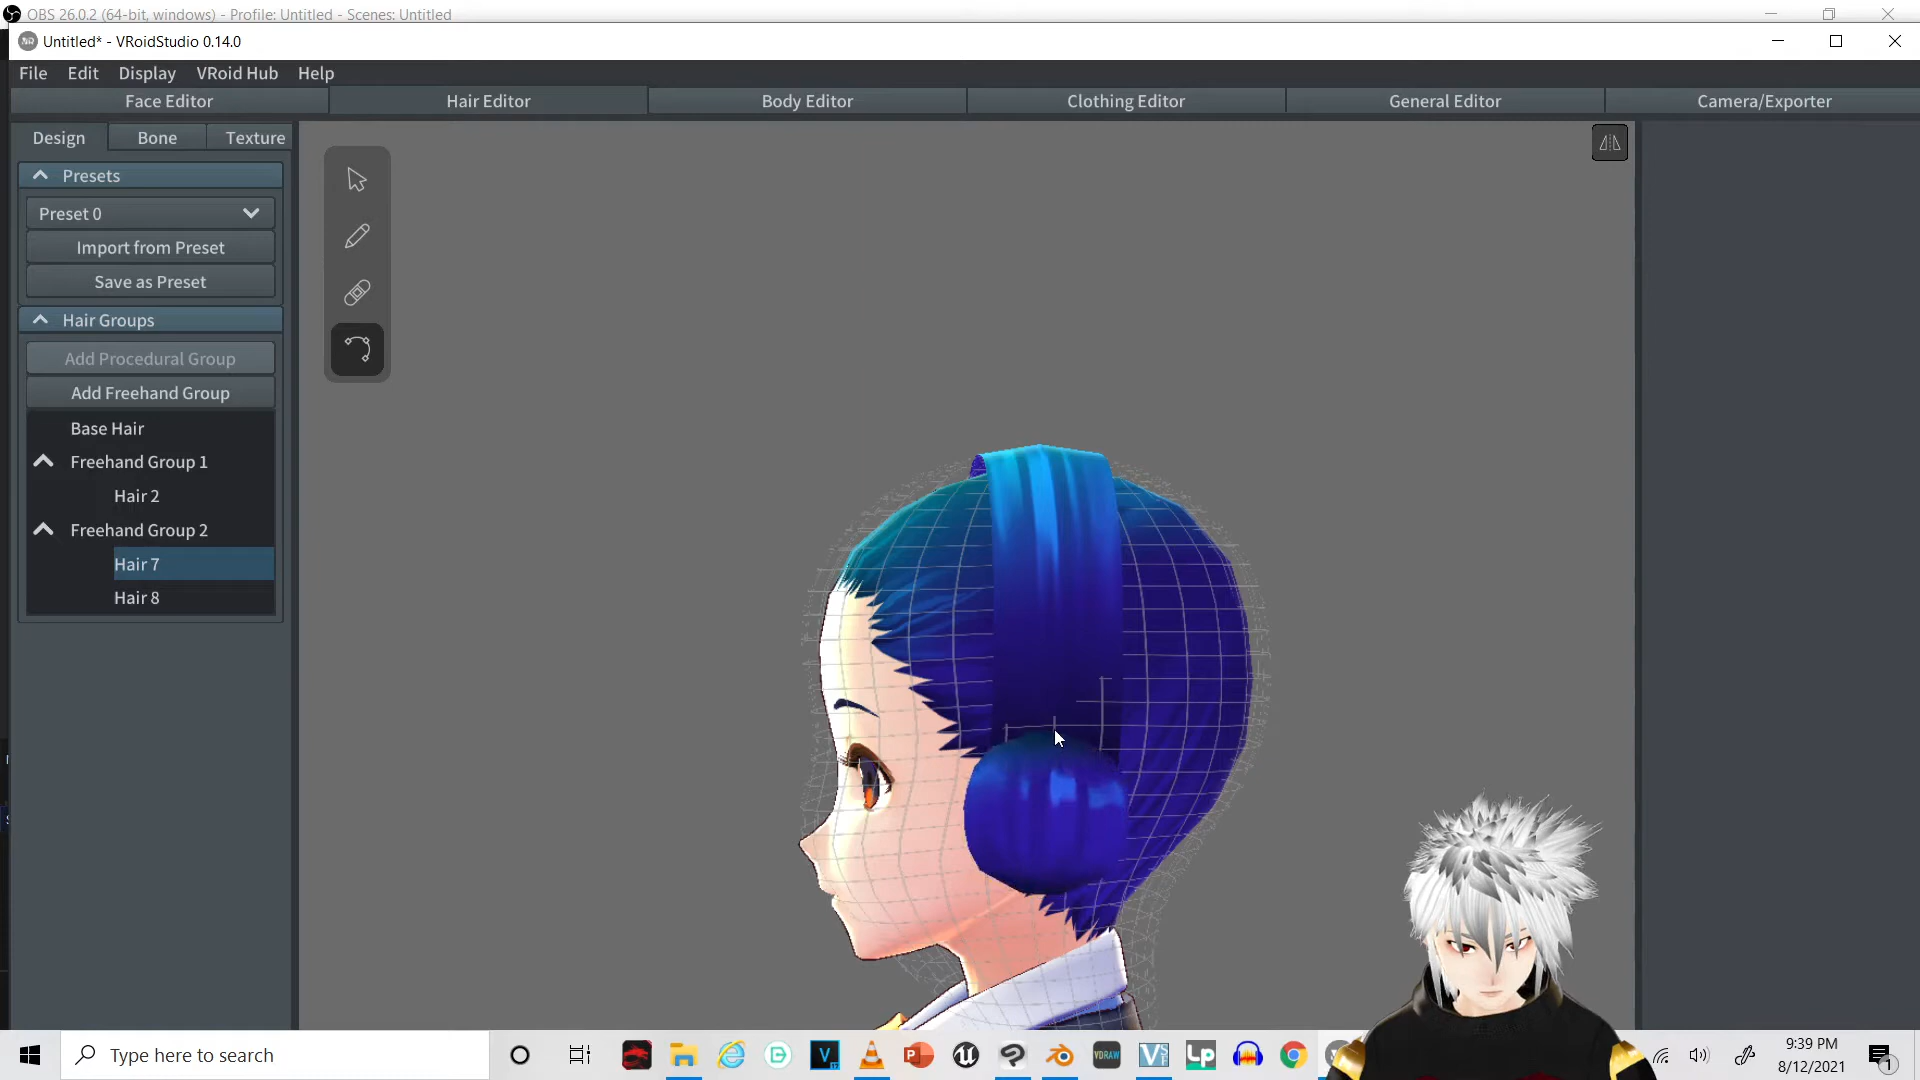 OBS 26.0.2 (64-bit, windows) - Profile: Untitled - Scenes: Untitled
Untitled* - VRoidStudio 0.14.0
File Edit Display VRoid Hub Help
Face Editor Hair Editor Body Editor Clothing Editor General Editor Camera/Exporter
Design Bone Texture
Presets
Preset 0
Import from Preset
Save as Preset
Hair Groups
Add Procedural Group
Add Freehand Group
Base Hair
Freehand Group 1
Hair 2
Freehand Group 2
Hair 7
Hair 8
Type here to search
VDRAW
Lp
9:39 PM
8/12/2021
1